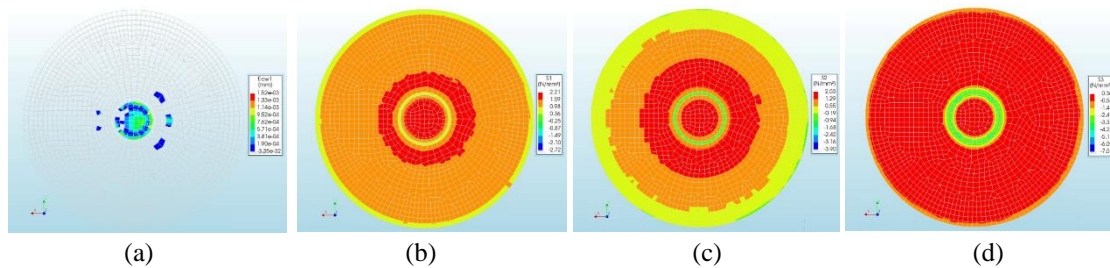 Ecw1
(mm)
1.52e-03
1.33e-03
1.14e-03
9.52e-04
7.62e-04
5.71e-04
3.81e-04
1.90e-04
-3.35e-52
S1
(N/mm²)
2.21
1.59
0.98
0.36
-0.25
-0.87
-1.49
-2.10
-2.72
S2
(N/mm²)
2.03
1.29
0.55
-0.19
-0.94
-1.68
-2.42
-3.16
-3.90
S3
(N/mm²)
(a)
(b)
(c)
(d)